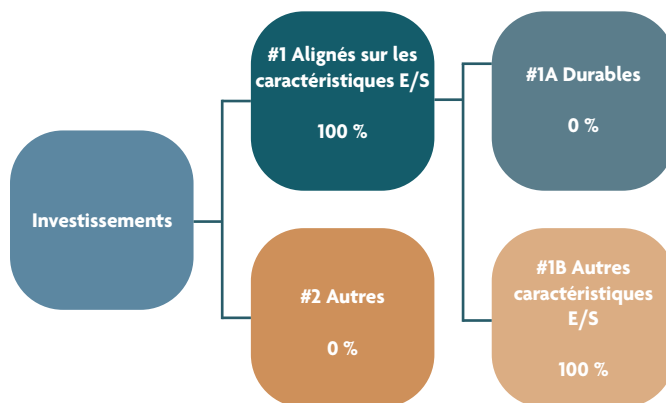 Investissements
#1 Alignés sur les
caractéristiques E/S
100 %
#2 Autres
0 %
#1A Durables
0 %
#1B Autres
caractéristiques
E/S
100 %